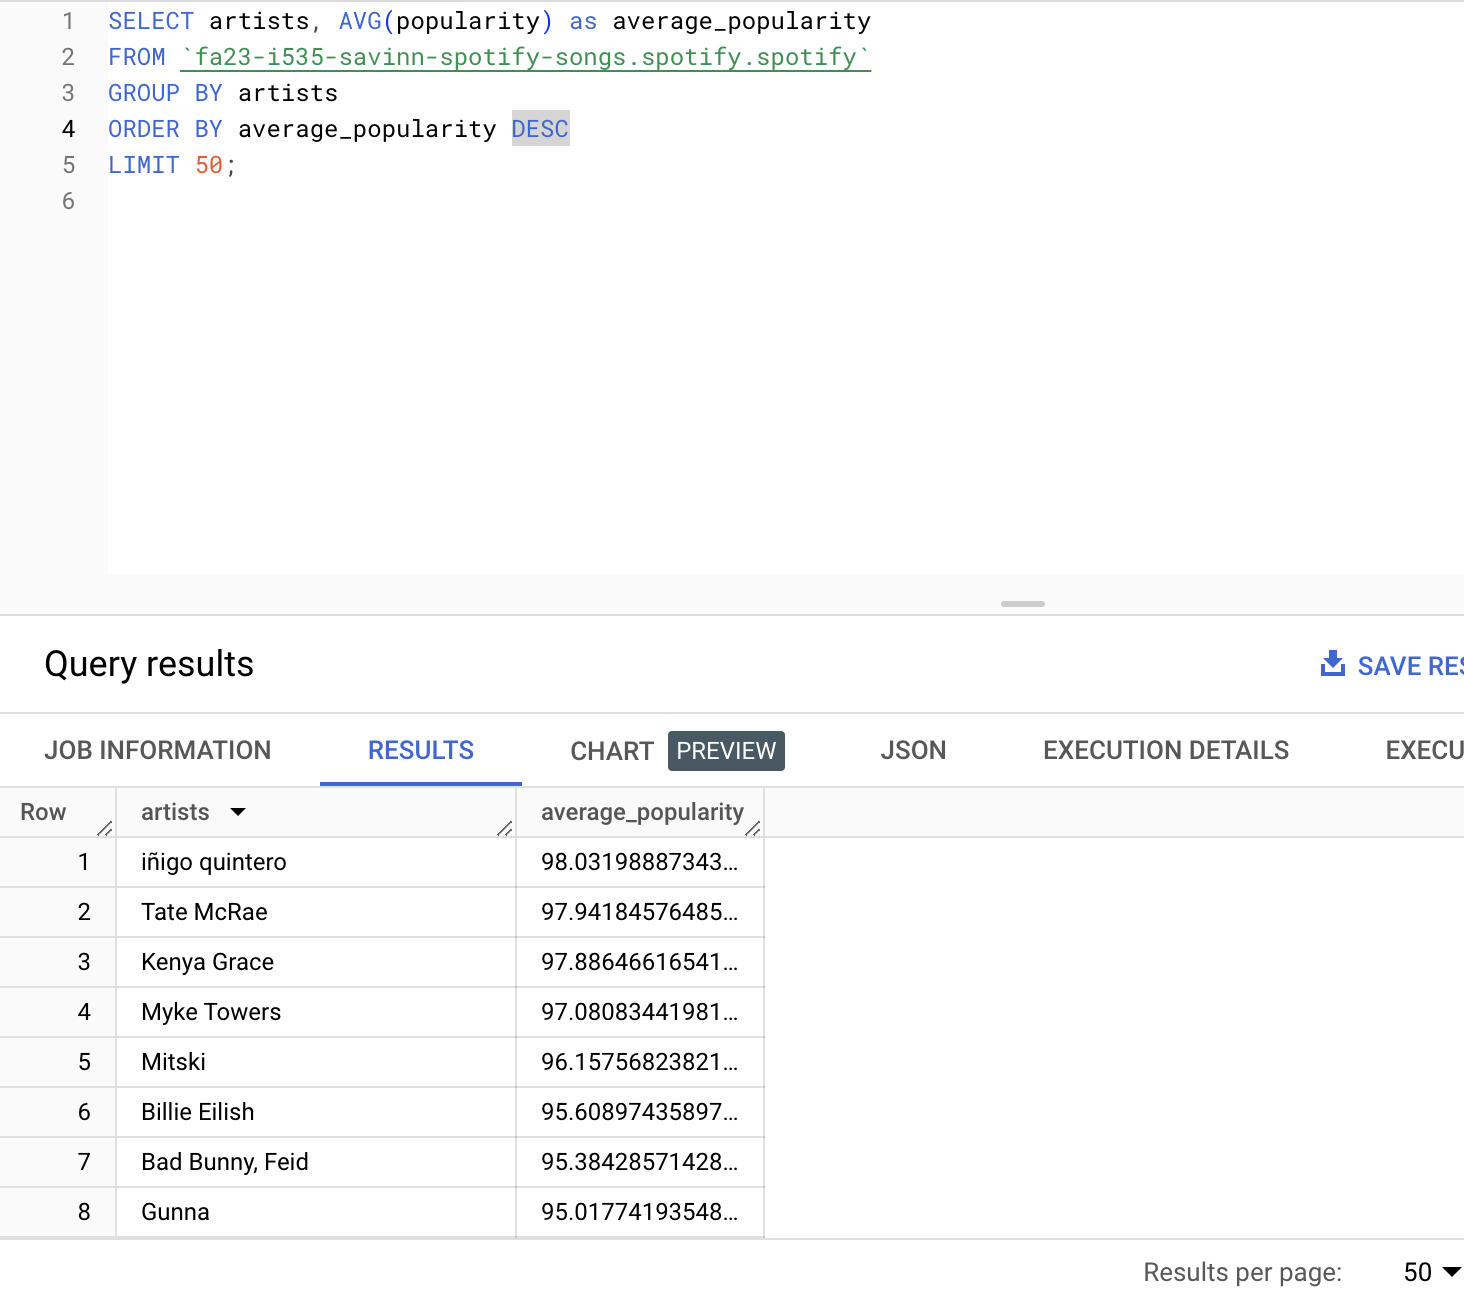 1 SELECT artists, AVG(popularity) as average_popularity
2 FROM `fa23-i535-savinn-spotify-songs.spotify.spotify`
3 GROUP BY artists
4 ORDER BY average_popularity DESC
5 LIMIT 50;
6
Query results
SAVE RES
JOB INFORMATION RESULTS CHART PREVIEW JSON EXECUTION DETAILS EXECU
Row artists average_popularity
1 iñigo quintero 98.03198887343...
2 Tate McRae 97.94184576485...
3 Kenya Grace 97.88646616541...
4 Myke Towers 97.08083441981...
5 Mitski 96.15756823821...
6 Billie Eilish 95.60897435897...
7 Bad Bunny, Feid 95.38428571428...
8 Gunna 95.01774193548...
Results per page: 50